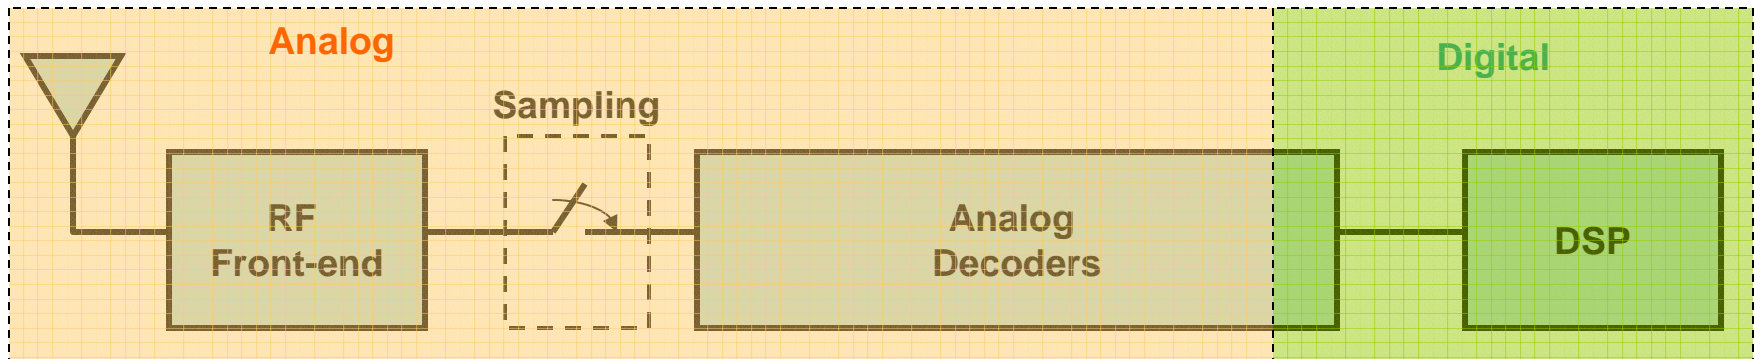 Analog
Digital
Sampling
RF
Front-end
Analog
Decoders
DSP